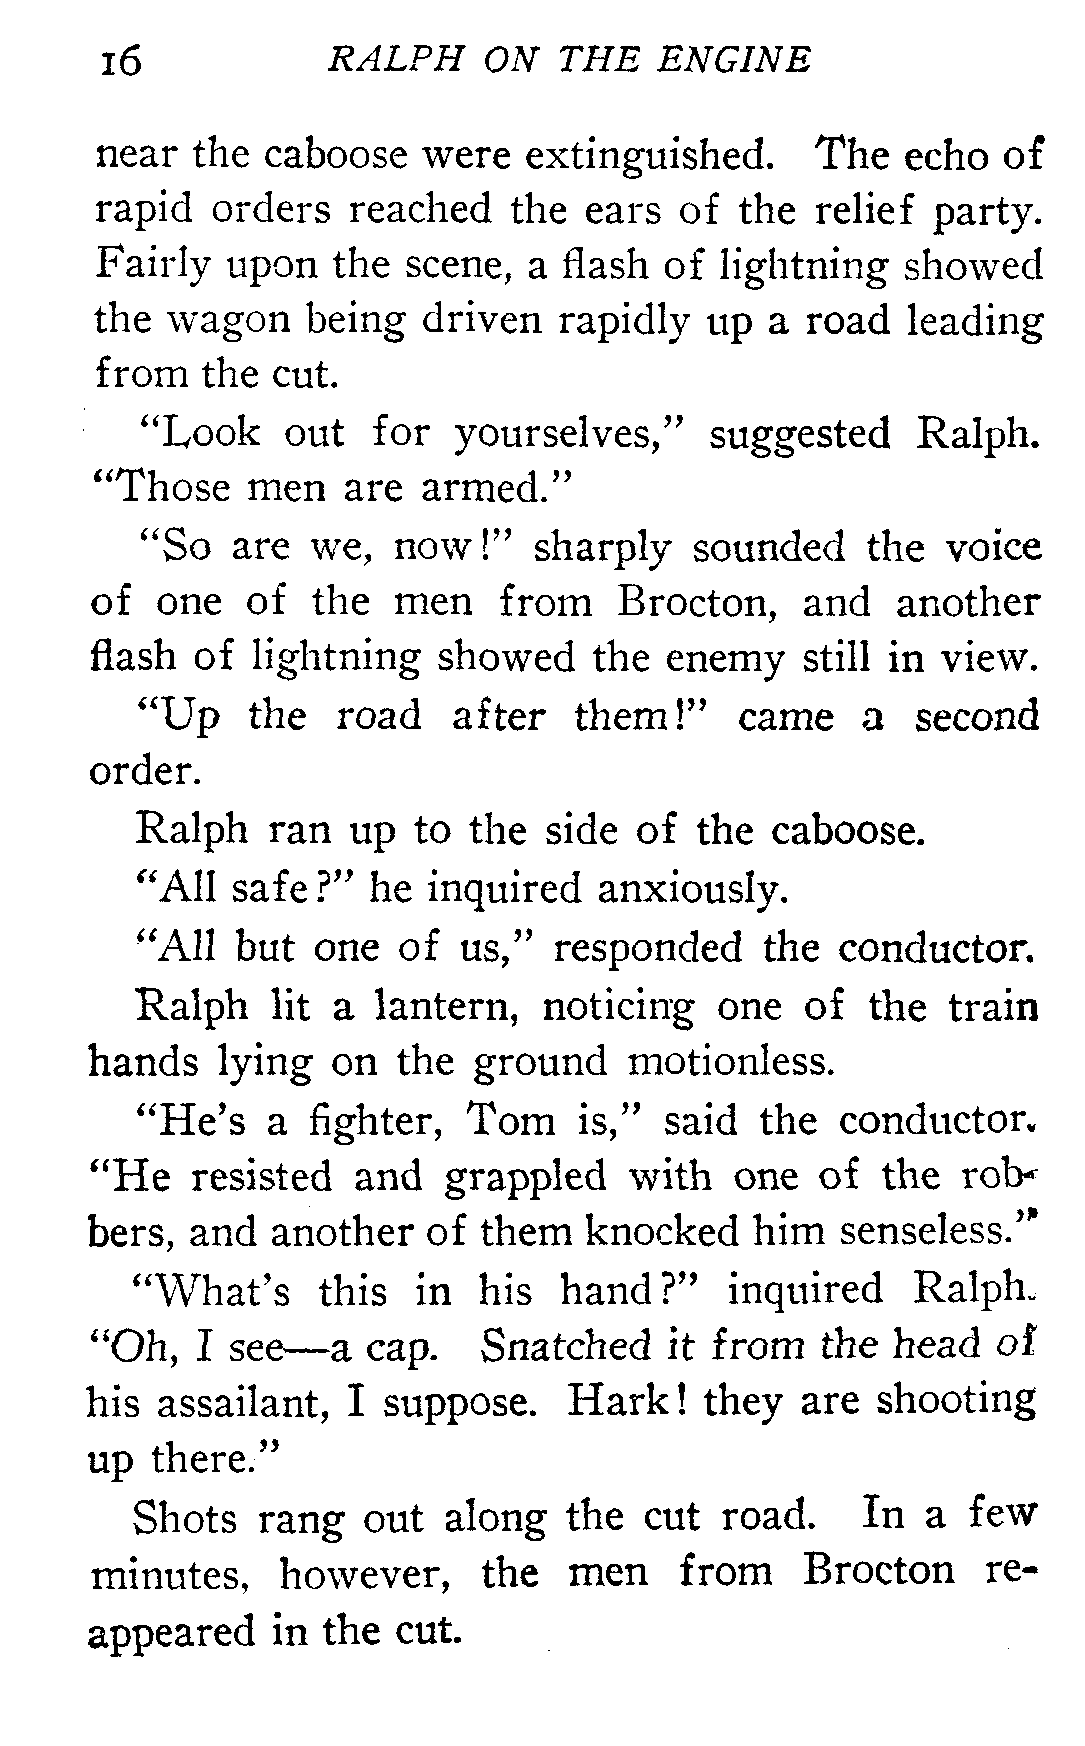 16 RALPH ON THE ENGINE
near the caboose were extinguished. The echo of
rapid orders reached the ears of the relief party.
Fairly upon the scene, a flash of lightning showed
the wagon being driven rapidly up a road leading
from the cut.
"Look out for yourselves," suggested Ralph.
"Those men are armed."
"So are we, now!" sharply sounded the voice
of one of the men from Brocton, and another
flash of lightning showed the enemy still in view.
"Up the road after them!" came a second
order.
Ralph ran up to the side of the caboose.
"All safe?" he inquired anxiously.
"All but one of us," responded the conductor.
Ralph lit a lantern, noticing one of the train
hands lying on the ground motionless.
"He's a fighter, Tom is," said the conductor.
"He resisted and grappled with one of the rob-
bers, and another of them knocked him senseless."
"What's this in his hand?" inquired Ralph.
"Oh, I see—a cap. Snatched it from the head of
his assailant, I suppose. Hark! they are shooting
up there."
Shots rang out along the cut road. In a few
minutes, however, the men from Brocton re-
appeared in the cut.